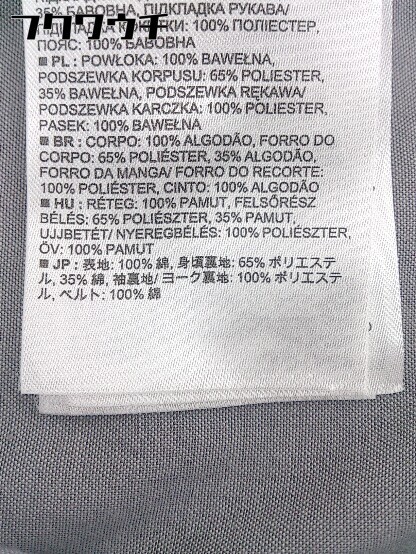 フクウケチ
35% БАВОВНА, ПІДКЛАДКА РУКАВА/
ПІДКЛАДКА КОКЕТКИ: 100% ПОЛІЕСТЕР,
ПОЯС: 100% БАВОВНА
■ PL: POWŁOKA: 100% BAWEŁNA,
PODSZEWKA KORPUSU: 65% POLIESTER,
35% BAWEŁNA, PODSZEWKA RĘKAWA/
PODSZEWKA KARCZKA: 100% POLIESTER,
PASEK: 100% BAWEŁNA
■ BR : CORPO: 100% ALGODÃO, FORRO DO
CORPO: 65% POLIÉSTER, 35% ALGODÃO,
FORRO DA MANGA/ FORRO DO RECORTE:
100% POLIÉSTER, CINTO: 100% ALGODÃO
■ HU : RÉTEG: 100% PAMUT, FELSŐRÉSZ
BÉLÉS: 65% POLIÉSZTER, 35% PAMUT,
UJJBETÉT/ NYEREGBÉLÉS: 100% POLIÉSZTER,
ÖV: 100% PAMUT
■ JP : 表地: 100% 綿, 身頃裏地: 65% ポリエステ
ル, 35% 綿, 袖裏地/ ヨーク裏地: 100% ポリエステ
ル, ベルト: 100% 綿